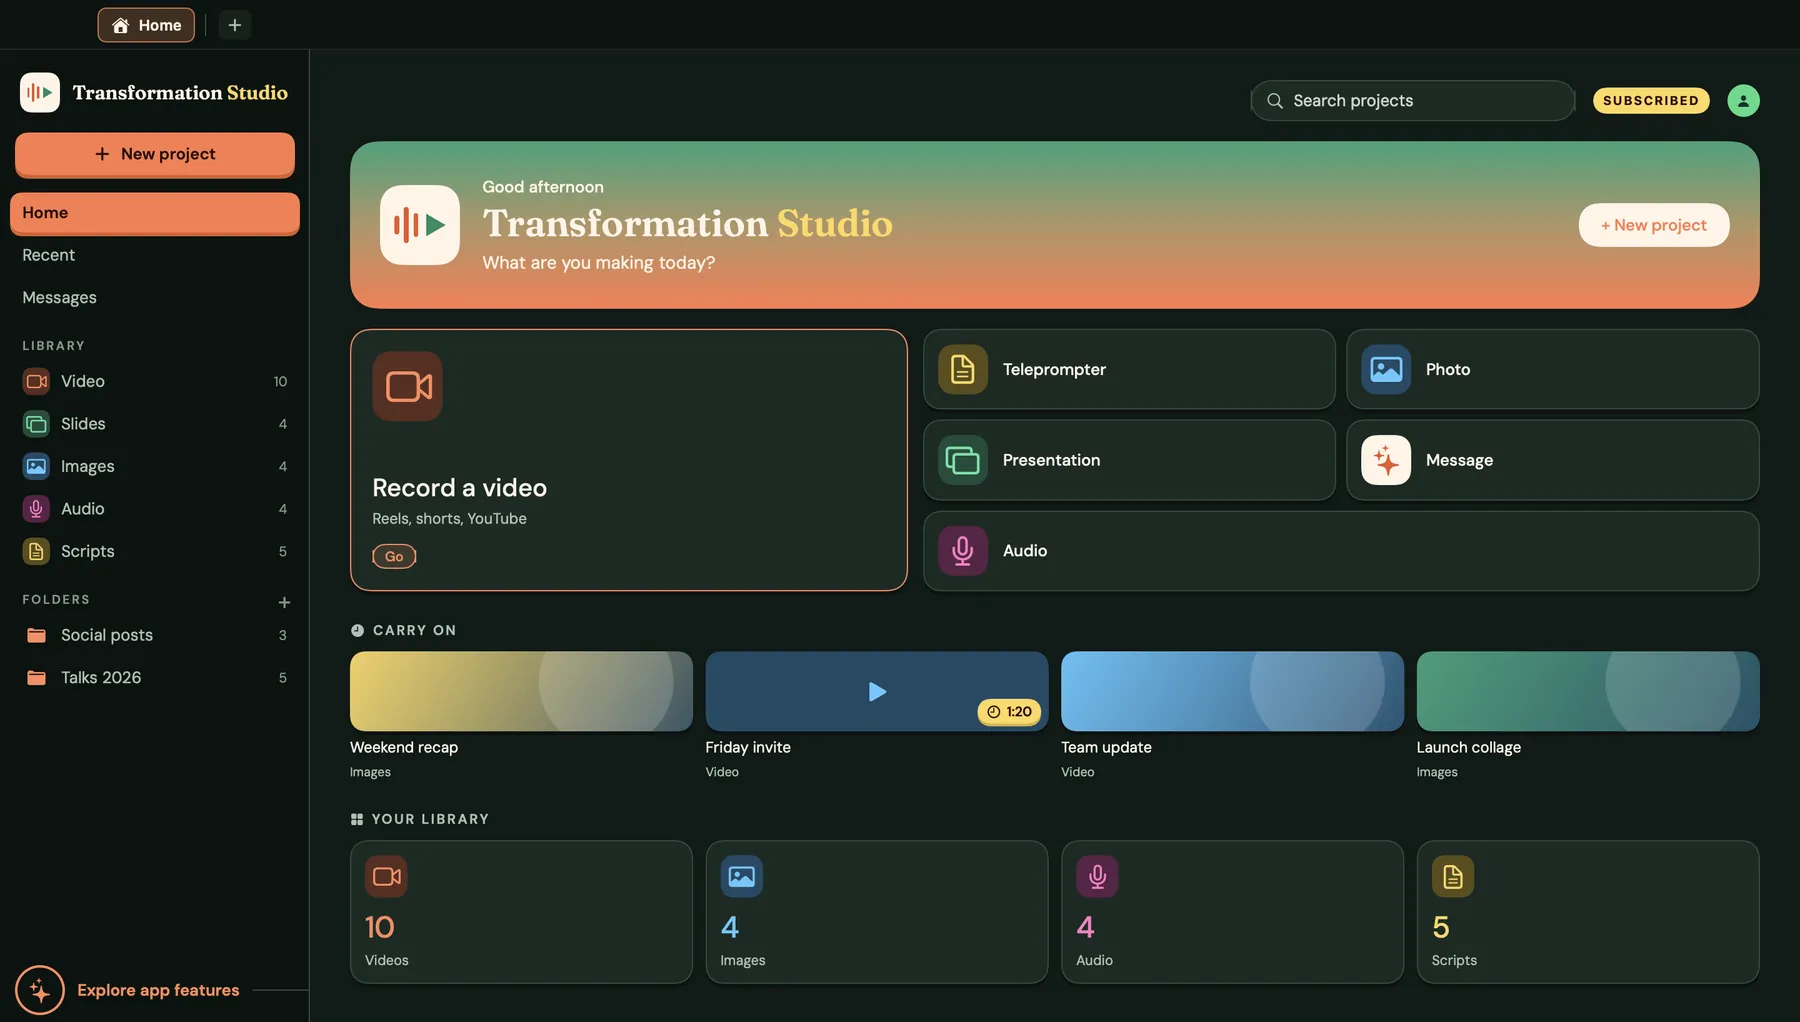 Home
Transformation Studio
New project
Home
Recent
Messages
LIBRARY
Video 10
Slides 4
Images 4
Audio 4
Scripts 5
FOLDERS
Social posts 3
Talks 2026 5
Explore app features
Search projects
SUBSCRIBED
Good afternoon
Transformation Studio
What are you making today?
+ New project
Record a video
Reels, shorts, YouTube
Go
Teleprompter
Photo
Presentation
Message
Audio
CARRY ON
Weekend recap
Images
1:20
Friday invite
Video
Team update
Video
Launch collage
Images
YOUR LIBRARY
10
Videos
4
Images
4
Audio
5
Scripts